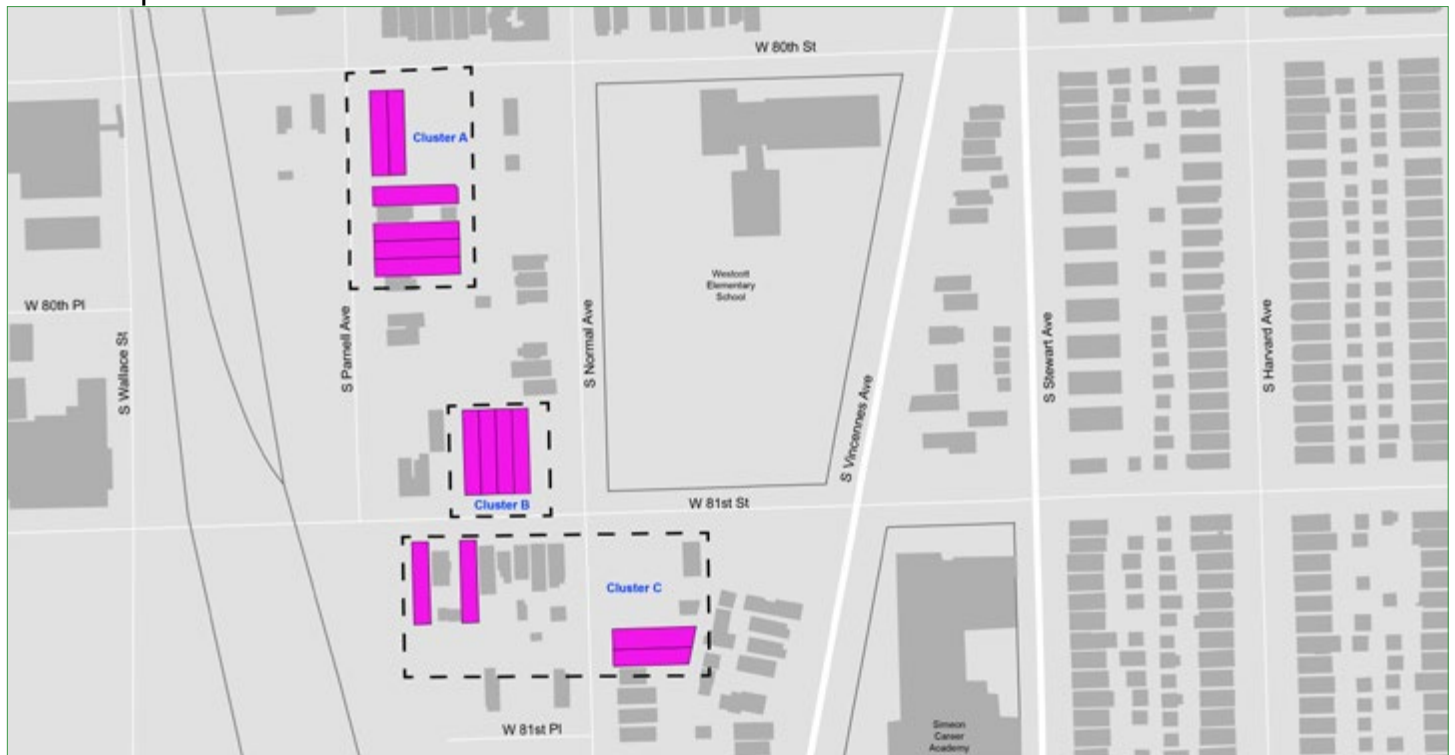 W 80th St
Cluster A
Westcott
Elementary
School
W 80th Pl
S Wallace St
S Parnell Ave
S Normal Ave
S Vincennes Ave
S Stewart Ave
S Harvard Ave
Cluster B
W 81st St
Cluster C
W 81st Pl
Simeon
Career
Academy